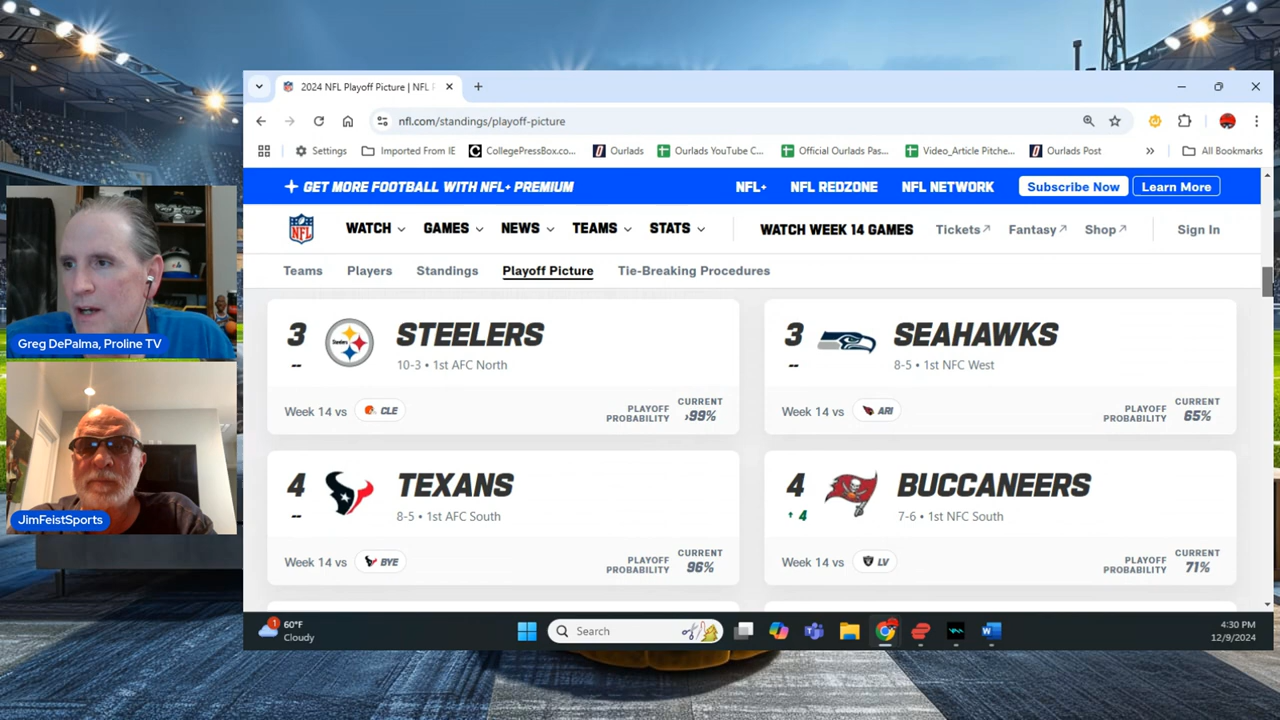 2024 NFL Playoff Picture | NFL F
nfl.com/standings/playoff-picture
Settings
Imported From IE
CollegePressBox.co...
Ourlads
Ourlads YouTube C...
Official Ourlads Pas...
Video_Article Pitche...
Ourlads Post
All Bookmarks
GET MORE FOOTBALL WITH NFL+ PREMIUM
NFL+
NFL REDZONE
NFL NETWORK
Subscribe Now
Learn More
NFL
WATCH
GAMES
NEWS
TEAMS
STATS
WATCH WEEK 14 GAMES
Tickets
Fantasy
Shop
Sign In
Teams
Players
Standings
Playoff Picture
Tie-Breaking Procedures
3
--
Steelers
STEELERS
10-3 • 1st AFC North
Week 14 vs
CLE
PLAYOFF
PROBABILITY
CURRENT
>99%
3
--
SEAHAWKS
8-5 • 1st NFC West
Week 14 vs
ARI
PLAYOFF
PROBABILITY
CURRENT
65%
4
--
TEXANS
8-5 • 1st AFC South
Week 14 vs
BYE
PLAYOFF
PROBABILITY
CURRENT
96%
4
↑ 4
BUCCANEERS
7-6 • 1st NFC South
Week 14 vs
LV
PLAYOFF
PROBABILITY
CURRENT
71%
Greg DePalma, Proline TV
JimFeistSports
1
60°F
Cloudy
Search
4:30 PM
12/9/2024